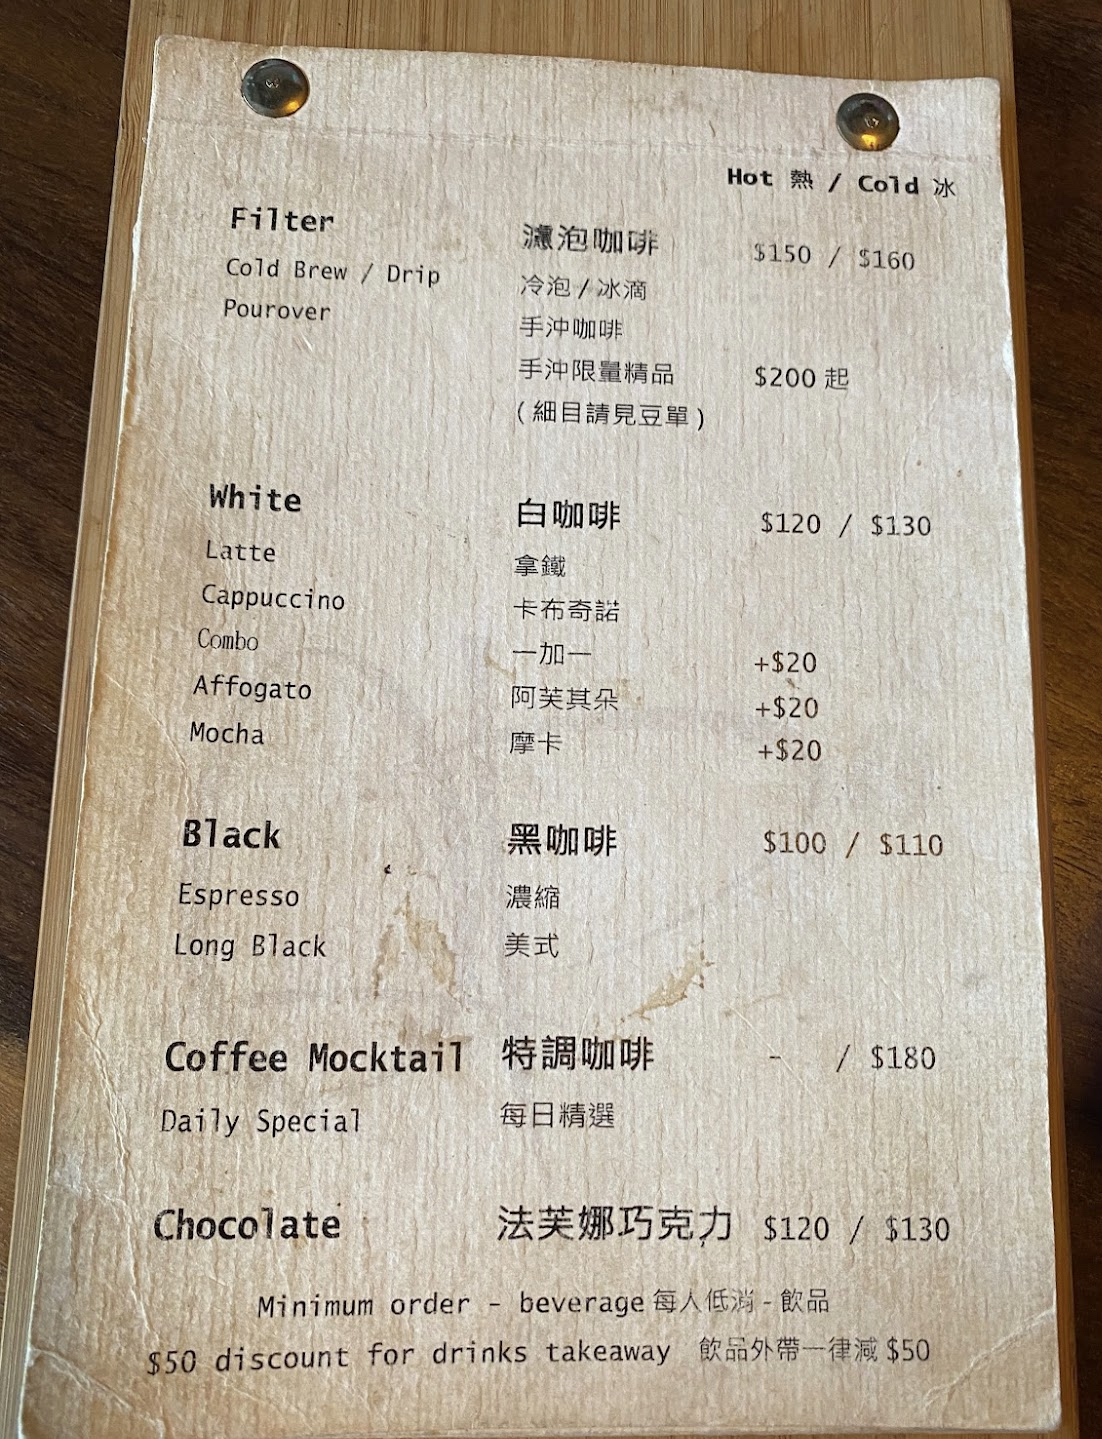 Hot 熱 / Cold 冰
Filter 濾泡咖啡 $150 / $160
Cold Brew / Drip 冷泡 / 冰滴
Pourover 手沖咖啡
手沖限量精品 $200 起
( 細目請見豆單 )
White 白咖啡 $120 / $130
Latte 拿鐵
Cappuccino 卡布奇諾
Combo 一加一 +$20
Affogato 阿芙其朵 +$20
Mocha 摩卡 +$20
Black 黑咖啡 $100 / $110
Espresso 濃縮
Long Black 美式
Coffee Mocktail 特調咖啡 - / $180
Daily Special 每日精選
Chocolate 法芙娜巧克力 $120 / $130
Minimum order - beverage 每人低消 - 飲品
$50 discount for drinks takeaway 飲品外帶一律減 $50